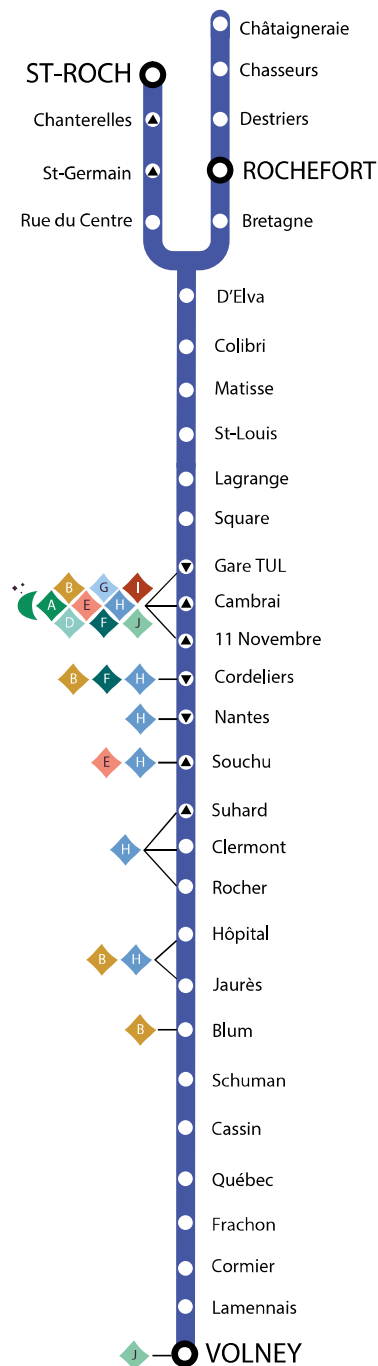 Châtaigneraie
ST-ROCH
Chasseurs
Chanterelles
Destriers
St-Germain
ROCHEFORT
Rue du Centre
Bretagne
D'Elva
Colibri
Matisse
St-Louis
Lagrange
Square
B G I
Gare TUL
A E H
Cambrai
D F J
11 Novembre
B F H
Cordeliers
H
Nantes
E H
Souchu
Suhard
H
Clermont
Rocher
Hôpital
B H
Jaurès
B
Blum
Schuman
Cassin
Québec
Frachon
Cormier
Lamennais
J
VOLNEY